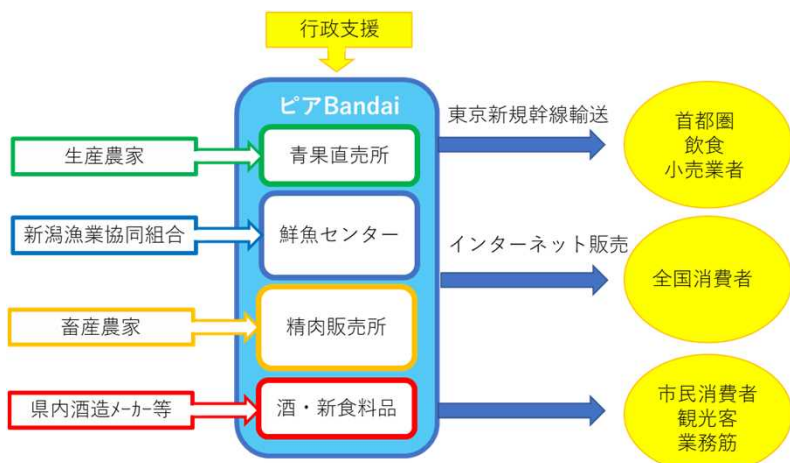 行政支援
ピアBandai
東京新規幹線輸送
首都圏
飲食
小売業者
生産農家
青果直売所
新潟漁業協同組合
鮮魚センター
インターネット販売
全国消費者
畜産農家
精肉販売所
県内酒造ﾒｰｶｰ等
酒・新食料品
市民消費者
観光客
業務筋